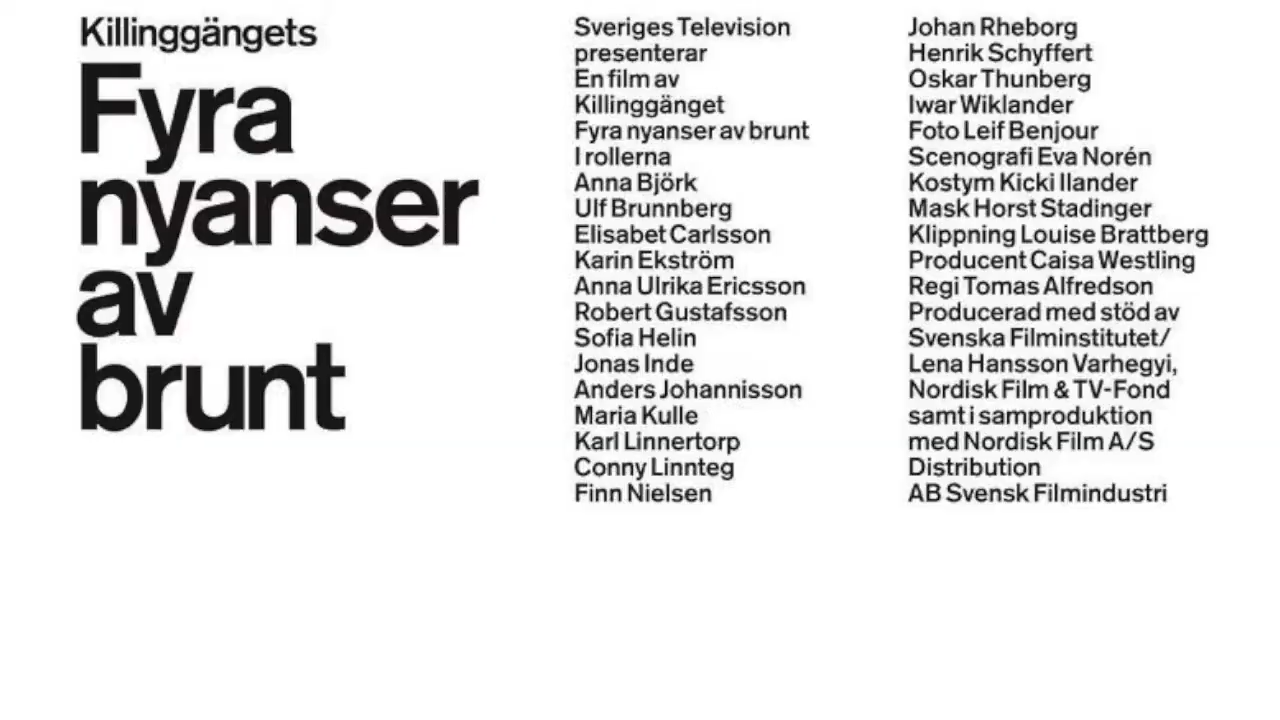 Killinggängets
Fyra
nyanser
av
brunt
Sveriges Television
presenterar
En film av
Killinggänget
Fyra nyanser av brunt
I rollerna
Anna Björk
Ulf Brunnberg
Elisabet Carlsson
Karin Ekström
Anna Ulrika Ericsson
Robert Gustafsson
Sofia Helin
Jonas Inde
Anders Johannisson
Maria Kulle
Karl Linnertorp
Conny Linnteg
Finn Nielsen
Johan Rheborg
Henrik Schyffert
Oskar Thunberg
Iwar Wiklander
Foto Leif Benjour
Scenografi Eva Norén
Kostym Kicki Ilander
Mask Horst Stadinger
Klippning Louise Brattberg
Producent Caisa Westling
Regi Tomas Alfredson
Producerad med stöd av
Svenska Filminstitutet/
Lena Hansson Varhegyi,
Nordisk Film & TV-Fond
samt i samproduktion
med Nordisk Film A/S
Distribution
AB Svensk Filmindustri